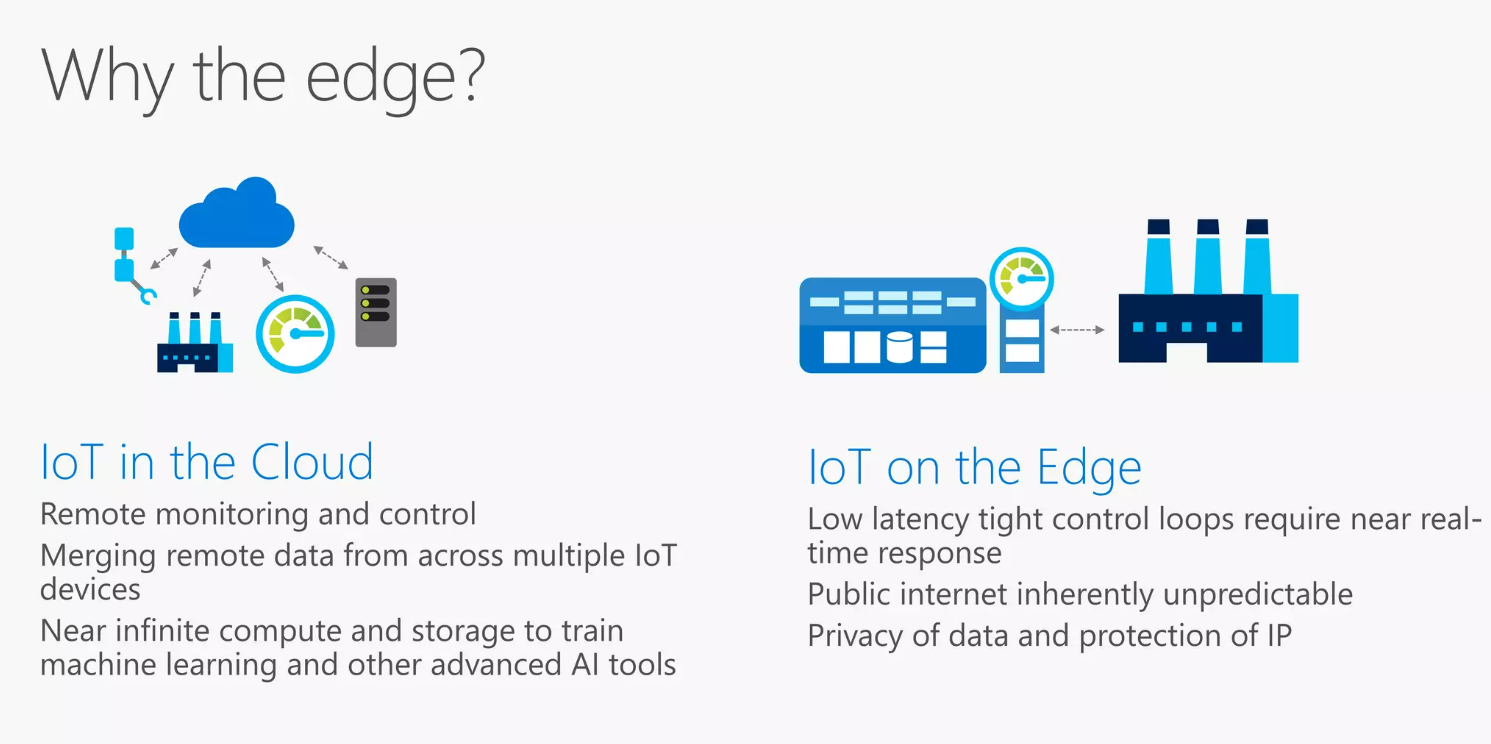 Why the edge?
IoT in the Cloud
Remote monitoring and control
Merging remote data from across multiple IoT
devices
Near infinite compute and storage to train
machine learning and other advanced AI tools
IoT on the Edge
Low latency tight control loops require near real-
time response
Public internet inherently unpredictable
Privacy of data and protection of IP